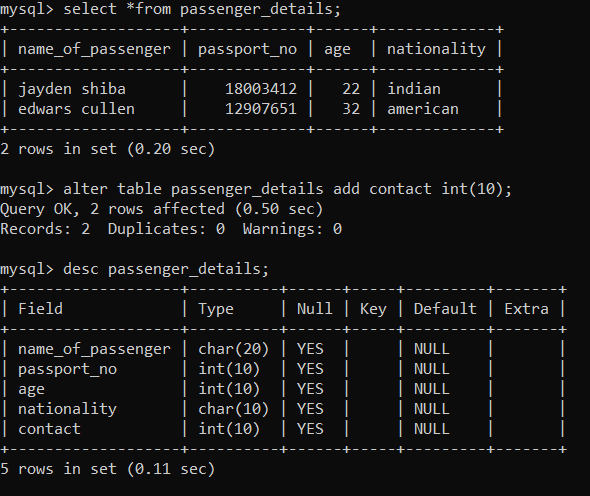 mysql> select *from passenger_details;
+-------------------+-------------+------+-------------+
| name_of_passenger | passport_no | age  | nationality |
+-------------------+-------------+------+-------------+
| jayden shiba      |    18003412 |   22 | indian      |
| edwars cullen     |    12907651 |   32 | american    |
+-------------------+-------------+------+-------------+
2 rows in set (0.20 sec)
mysql> alter table passenger_details add contact int(10);
Query OK, 2 rows affected (0.50 sec)
Records: 2  Duplicates: 0  Warnings: 0
mysql> desc passenger_details;
+-------------------+----------+------+-----+---------+-------+
| Field             | Type     | Null | Key | Default | Extra |
+-------------------+----------+------+-----+---------+-------+
| name_of_passenger | char(20) | YES  |     | NULL    |       |
| passport_no       | int(10)  | YES  |     | NULL    |       |
| age               | int(10)  | YES  |     | NULL    |       |
| nationality       | char(10) | YES  |     | NULL    |       |
| contact           | int(10)  | YES  |     | NULL    |       |
+-------------------+----------+------+-----+---------+-------+
5 rows in set (0.11 sec)